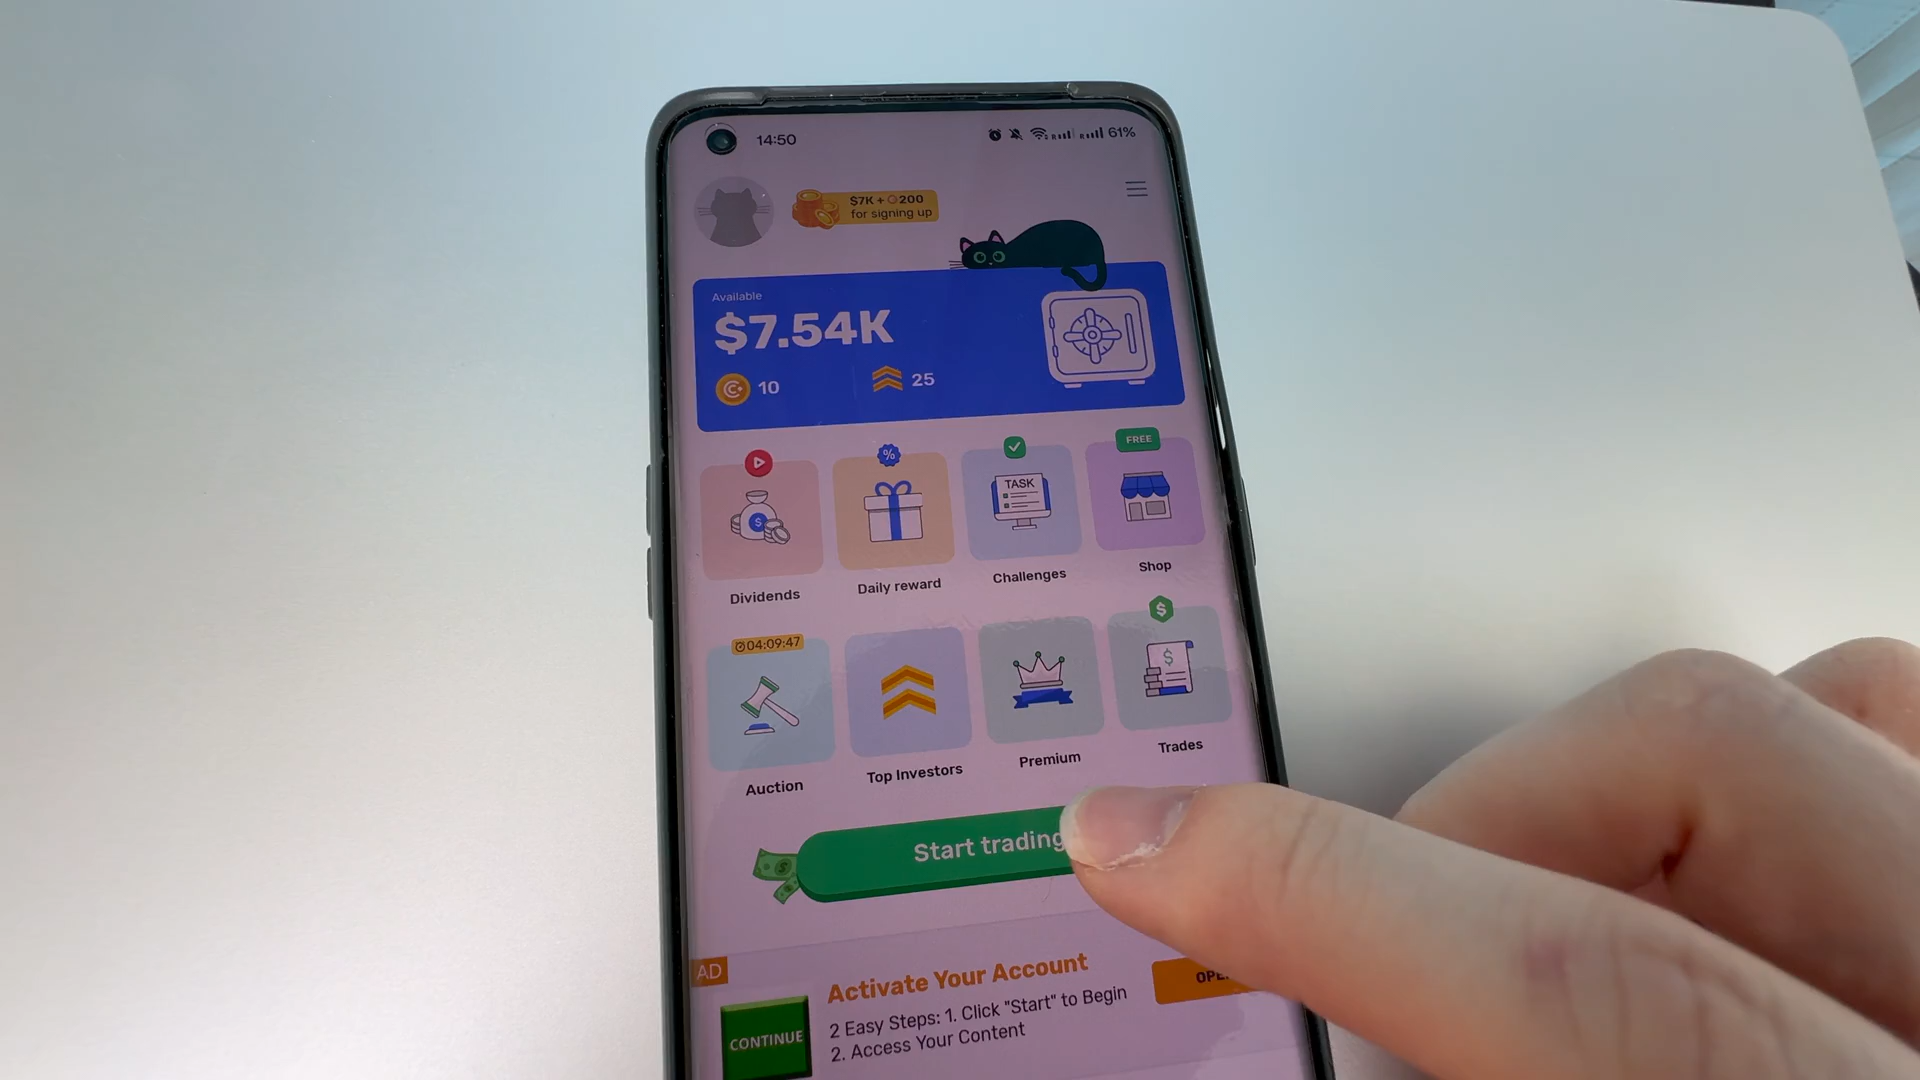 14:50
61%
$7K + 200
for signing up
Available
$7.54K
10
25
%
TASK
FREE
$
Dividends
Daily reward
Challenges
Shop
04:09:47
$
$
Auction
Top Investors
Premium
Trades
Start trading
AD
Activate Your Account
2 Easy Steps: 1. Click "Start" to Begin
2. Access Your Content
CONTINUE